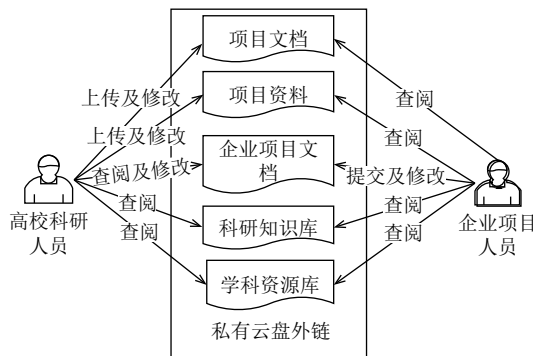 项目文档
上传及修改
查阅
项目资料
上传及修改
查阅
企业项目文
档
查阅及修改
提交及修改
高校科研
人员
查阅
科研知识库
查阅
企业项目
人员
查阅
学科资源库
查阅
私有云盘外链